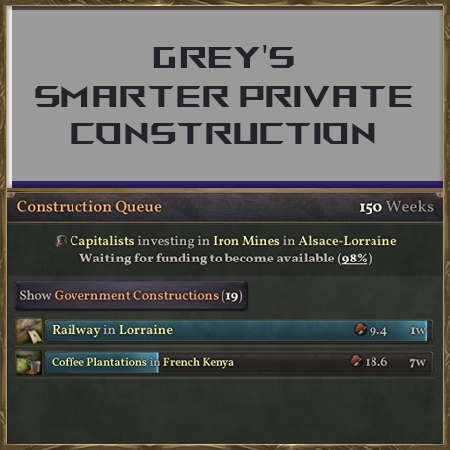 GREY'S
SMARTER PRIVATE
CONSTRUCTION
Construction Queue 150 Weeks
Capitalists investing in Iron Mines in Alsace-Lorraine
Waiting for funding to become available (98%)
Show Government Constructions (19)
Railway in Lorraine 9.4 1w
Coffee Plantations in French Kenya 18.6 7w